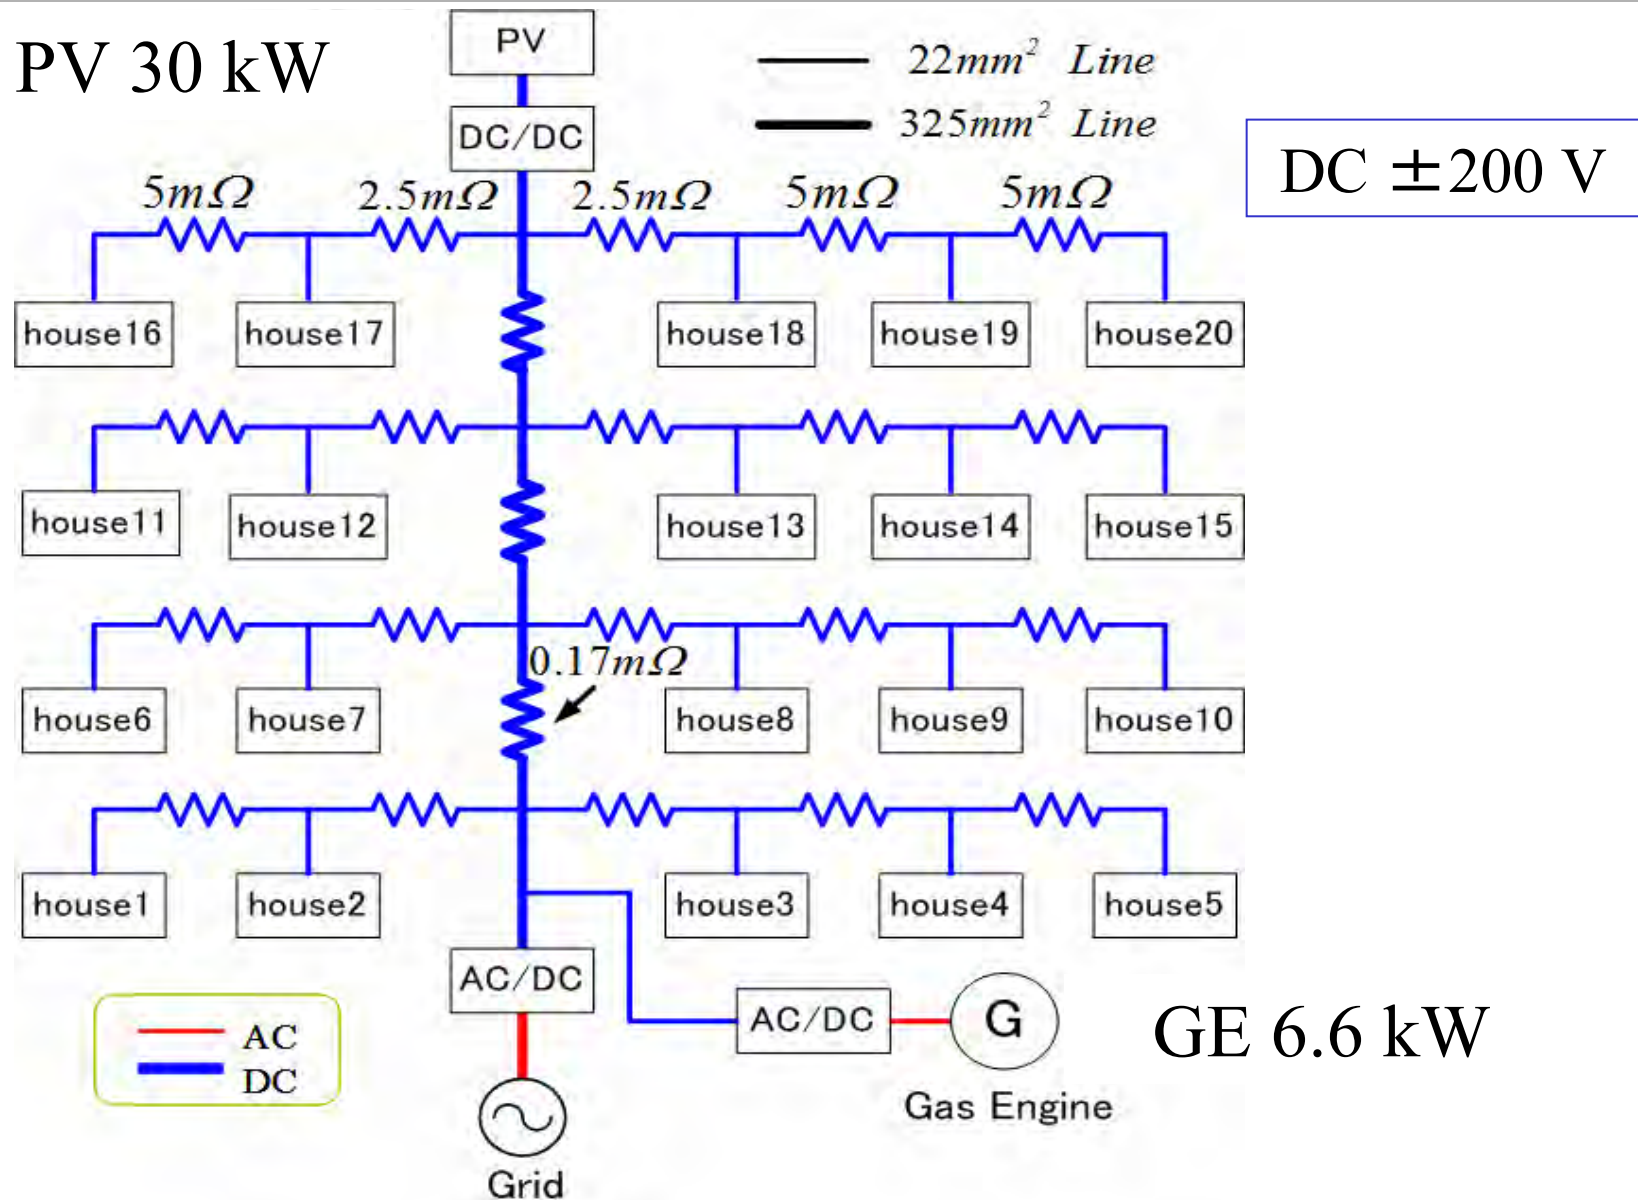 PV 30 kW
PV
22mm² Line
325mm² Line
DC/DC
DC ±200 V
5mΩ 2.5mΩ 2.5mΩ 5mΩ 5mΩ
house16 house17 house18 house19 house20
house11 house12 house13 house14 house15
0.17mΩ
house6 house7 house8 house9 house10
house1 house2 house3 house4 house5
AC/DC
AC/DC G
GE 6.6 kW
AC
DC
Gas Engine
Grid